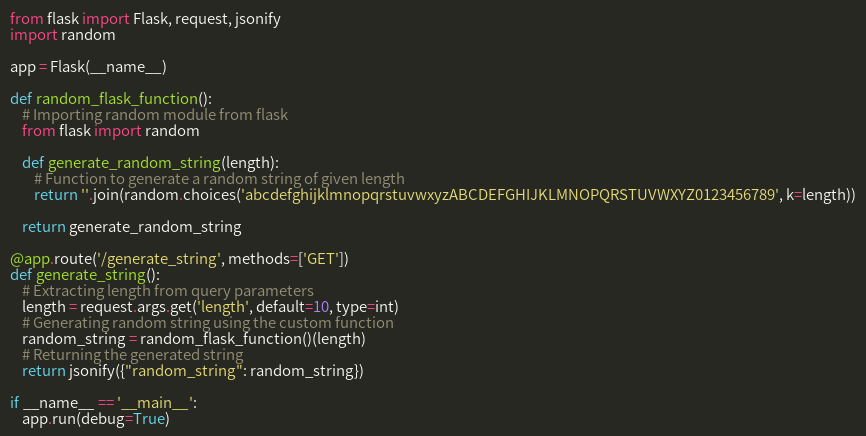 from flask import Flask, request, jsonify
import random

app = Flask(__name__)

def random_flask_function():
    # Importing random module from flask
    from flask import random

    def generate_random_string(length):
        # Function to generate a random string of given length
        return ''.join(random.choices('abcdefghijklmnopqrstuvwxyzABCDEFGHIJKLMNOPQRSTUVWXYZ0123456789', k=length))

    return generate_random_string

@app.route('/generate_string', methods=['GET'])
def generate_string():
    # Extracting length from query parameters
    length = request.args.get('length', default=10, type=int)
    # Generating random string using the custom function
    random_string = random_flask_function()(length)
    # Returning the generated string
    return jsonify({"random_string": random_string})

if __name__ == '__main__':
    app.run(debug=True)